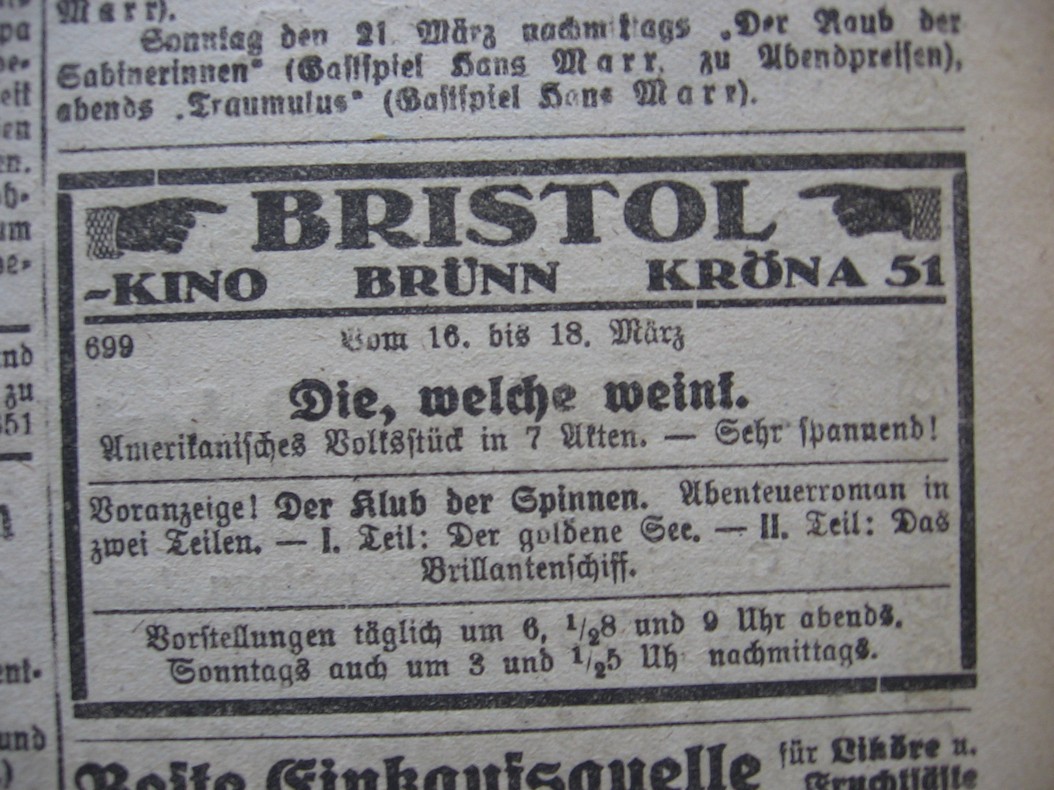 Marr).
Sonntag den 21. März nachmittags „Der Raub der
Sabinerinnen“ (Gastspiel Hans Marr, zu Abendpreisen),
abends „Traumulus“ (Gastspiel Hans Marr).
BRISTOL
-KINO BRÜNN KRÖNA 51
699 Vom 16. bis 18. März
Die, welche weint.
Amerikanisches Volksstück in 7 Akten. — Sehr spannend!
Voranzeige! Der Klub der Spinnen. Abenteuerroman in
zwei Teilen. — I. Teil: Der goldene See. — II. Teil: Das
Brillantenschiff.
Vorstellungen täglich um 6, 1/28 und 9 Uhr abends.
Sonntags auch um 3 und 1/25 Uh nachmittags.
Beste Einkaufsquelle für Liköre u.
Fruchtsäfte